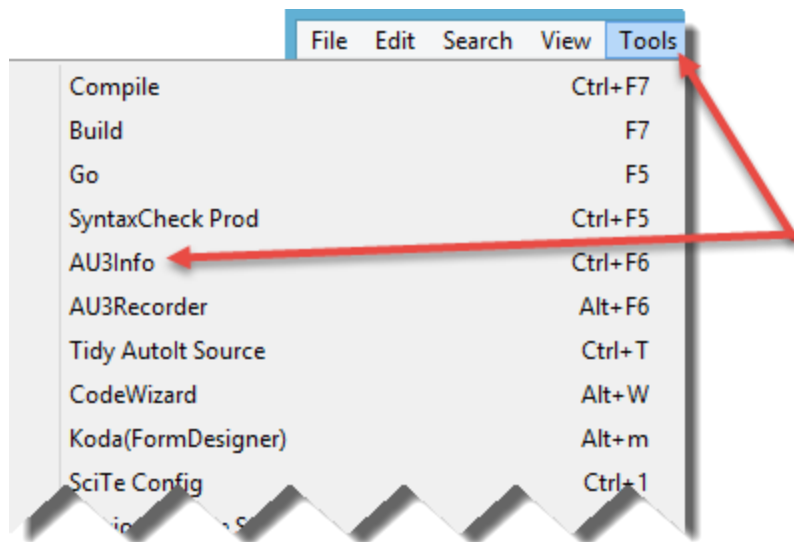 File Edit Search View Tools
Compile Ctrl+F7
Build F7
Go F5
SyntaxCheck Prod Ctrl+F5
AU3Info Ctrl+F6
AU3Recorder Alt+F6
Tidy AutoIt Source Ctrl+T
CodeWizard Alt+W
Koda(FormDesigner) Alt+m
SciTe Config Ctrl+1